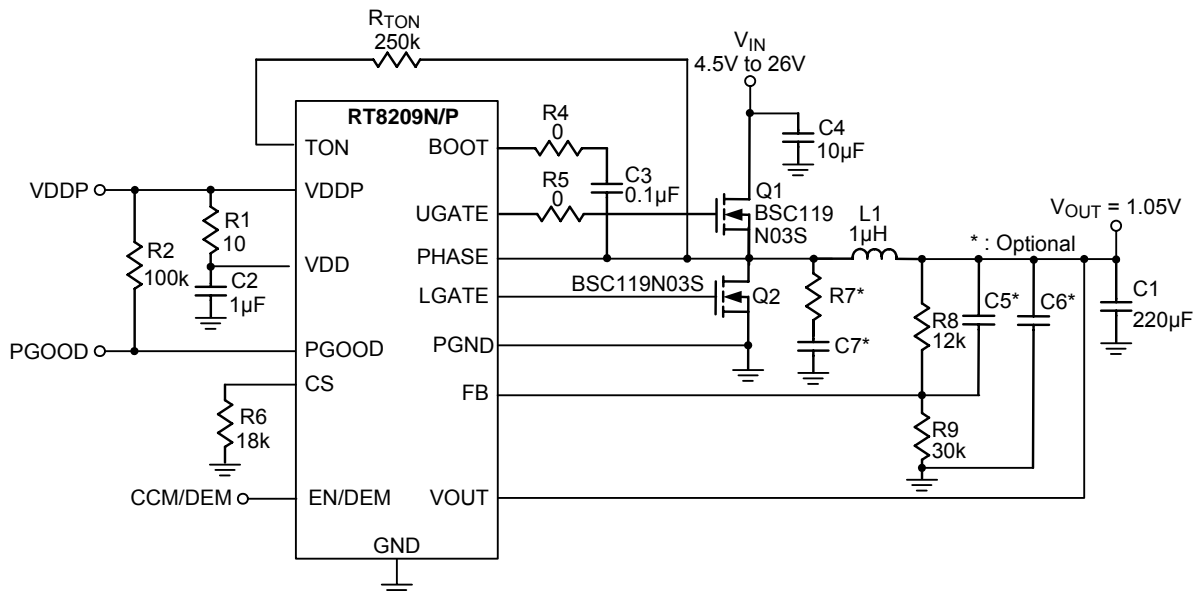 RTON
250k
VIN
4.5V to 26V
RT8209N/P
TON
BOOT
R4
0
C4
10µF
VDDP
VDDP
R5
0
C3
0.1µF
Q1
BSC119
N03S
R1
10
UGATE
L1
1µH
VOUT = 1.05V
* : Optional
R2
100k
VDD
PHASE
C2
1µF
LGATE
BSC119N03S
Q2
R7*
C5*
C6*
C1
220µF
R8
12k
PGOOD
PGOOD
PGND
C7*
CS
FB
R6
18k
R9
30k
CCM/DEM
EN/DEM
VOUT
GND